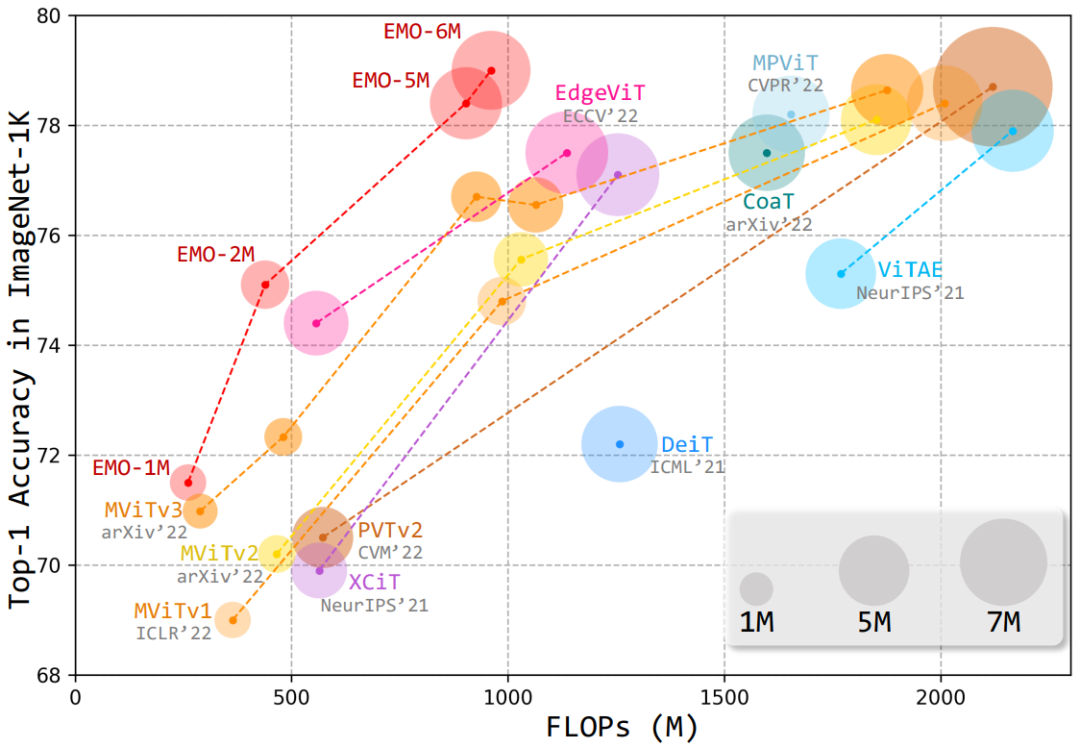 80
78
76
74
72
70
68
Top-1 Accuracy in ImageNet-1K
EMO-6M
EMO-5M
EdgeViT
ECCV’22
MPViT
CVPR’22
CoaT
arXiv’22
EMO-2M
ViTAE
NeurIPS’21
DeiT
ICML’21
EMO-1M
MViTv3
arXiv’22
PVTv2
CVM’22
MViTv2
arXiv’22
XCiT
NeurIPS’21
MViTv1
ICLR’22
1M 5M 7M
0 500 1000 1500 2000
FLOPs (M)